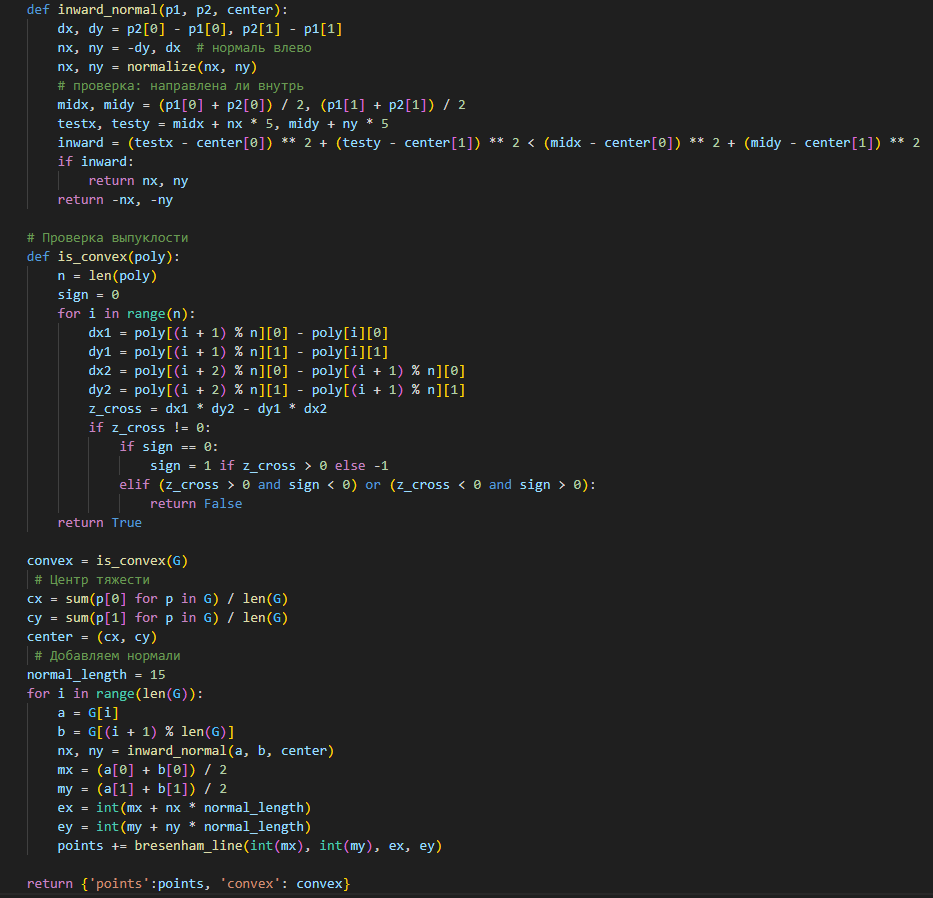 def inward_normal(p1, p2, center):
    dx, dy = p2[0] - p1[0], p2[1] - p1[1]
    nx, ny = -dy, dx  # нормаль влево
    nx, ny = normalize(nx, ny)
    # проверка: направлена ли внутрь
    midx, midy = (p1[0] + p2[0]) / 2, (p1[1] + p2[1]) / 2
    testx, testy = midx + nx * 5, midy + ny * 5
    inward = (testx - center[0]) ** 2 + (testy - center[1]) ** 2 < (midx - center[0]) ** 2 + (midy - center[1]) ** 2
    if inward:
        return nx, ny
    return -nx, -ny

# Проверка выпуклости
def is_convex(poly):
    n = len(poly)
    sign = 0
    for i in range(n):
        dx1 = poly[(i + 1) % n][0] - poly[i][0]
        dy1 = poly[(i + 1) % n][1] - poly[i][1]
        dx2 = poly[(i + 2) % n][0] - poly[(i + 1) % n][0]
        dy2 = poly[(i + 2) % n][1] - poly[(i + 1) % n][1]
        z_cross = dx1 * dy2 - dy1 * dx2
        if z_cross != 0:
            if sign == 0:
                sign = 1 if z_cross > 0 else -1
            elif (z_cross > 0 and sign < 0) or (z_cross < 0 and sign > 0):
                return False
    return True

convex = is_convex(G)
 # Центр тяжести
cx = sum(p[0] for p in G) / len(G)
cy = sum(p[1] for p in G) / len(G)
center = (cx, cy)
 # Добавляем нормали
normal_length = 15
for i in range(len(G)):
    a = G[i]
    b = G[(i + 1) % len(G)]
    nx, ny = inward_normal(a, b, center)
    mx = (a[0] + b[0]) / 2
    my = (a[1] + b[1]) / 2
    ex = int(mx + nx * normal_length)
    ey = int(my + ny * normal_length)
    points += bresenham_line(int(mx), int(my), ex, ey)

return {'points':points, 'convex': convex}